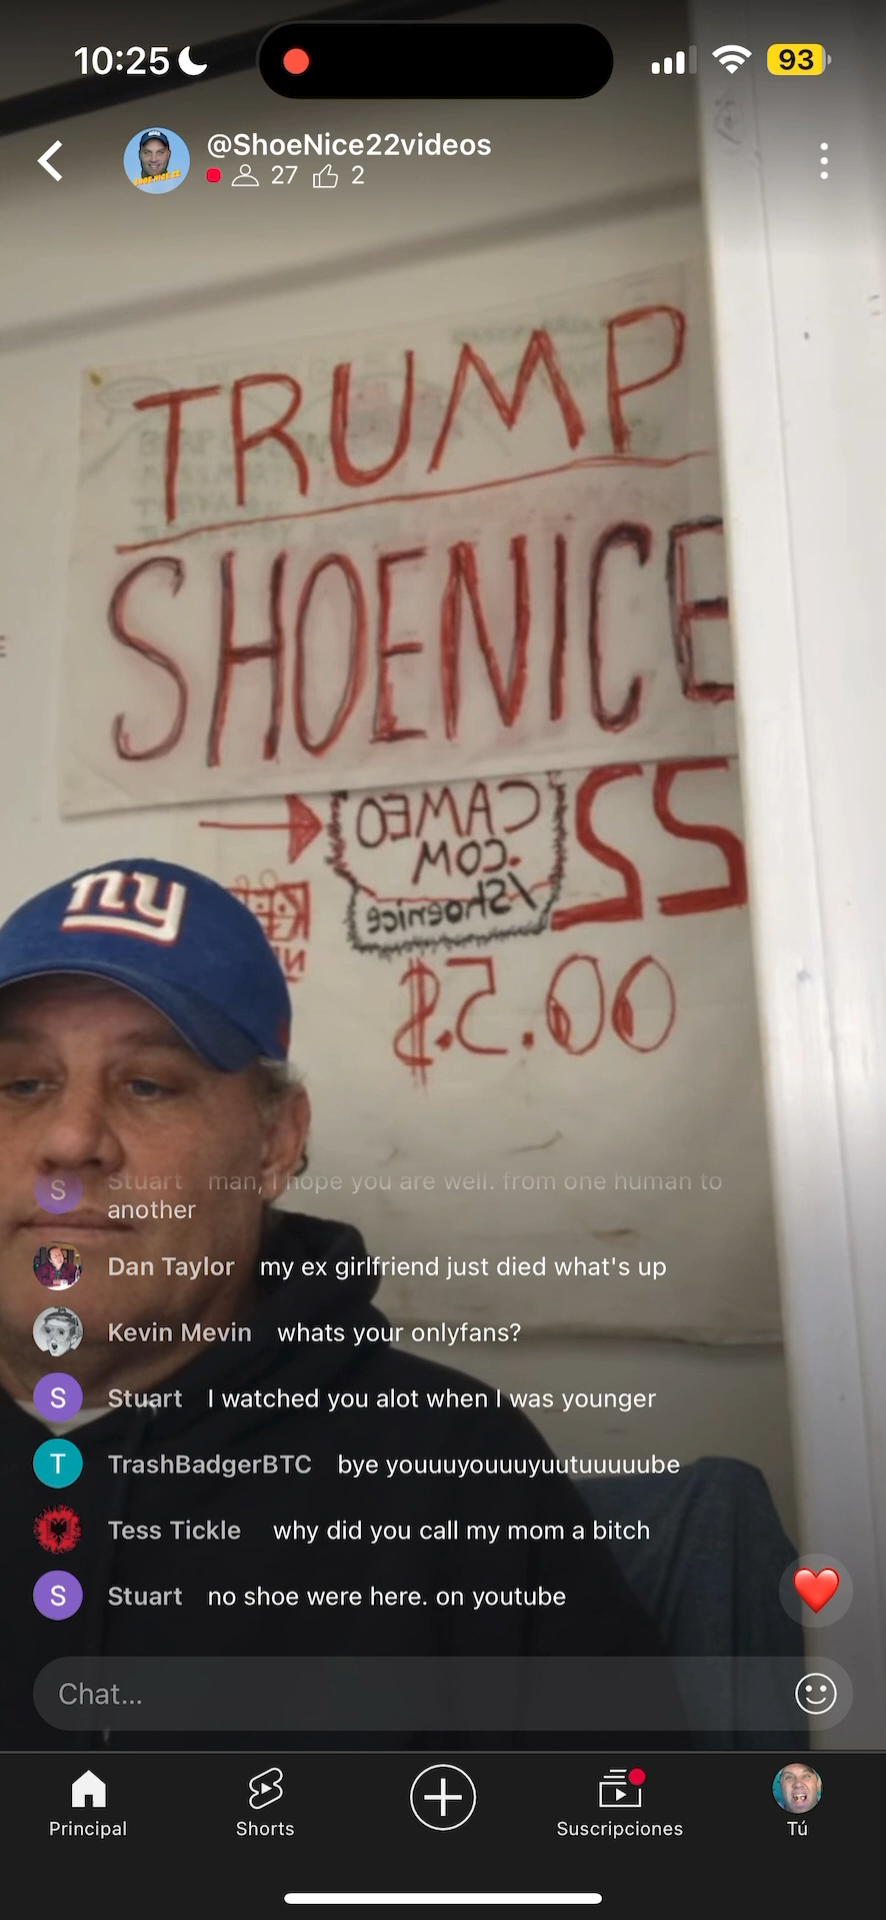 10:25
93
@ShoeNice22videos
27
2
TRUMP
SHOENICE
22
CAMEO
.COM
/Shoenice
$.5.00
ny
Stuart man, I hope you are well. from one human to
another
Dan Taylor my ex girlfriend just died what's up
Kevin Mevin whats your onlyfans?
S Stuart I watched you alot when I was younger
T TrashBadgerBTC bye youuuyouuuyuutuuuuube
Tess Tickle why did you call my mom a bitch
S Stuart no shoe were here. on youtube
Chat...
Principal
Shorts
Suscripciones
Tú